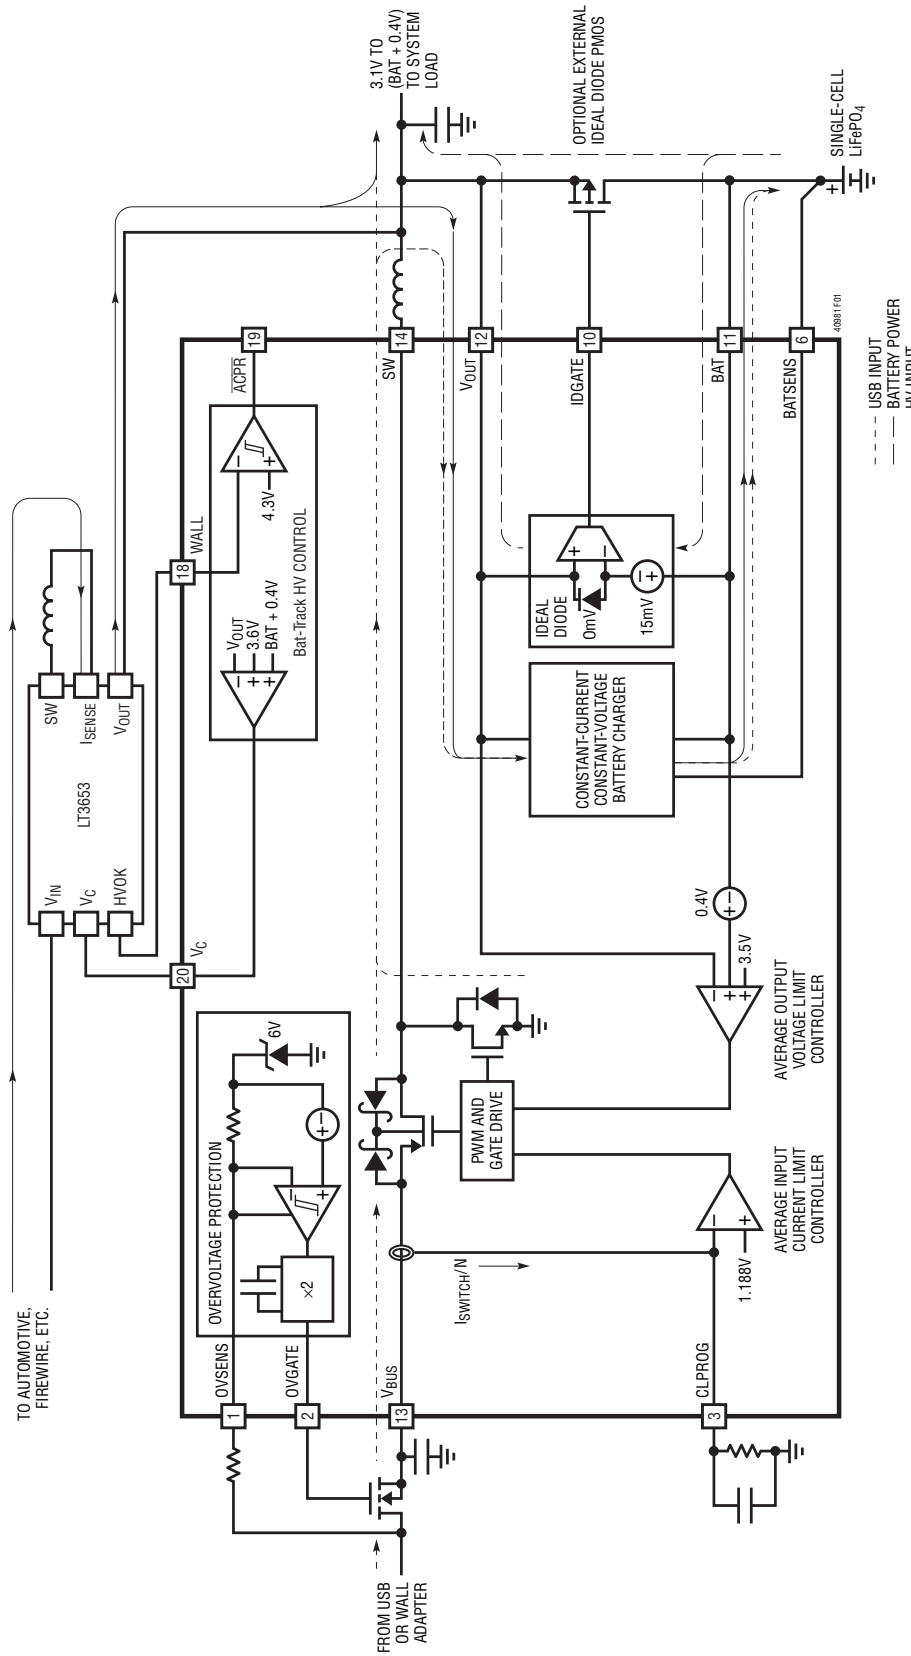 TO AUTOMOTIVE,
FIREWIRE, ETC.
VIN
VC
HVOK
LT3653
SW
ISENSE
VOUT
FROM USB
OR WALL
ADAPTER
1
OVSENS
2
OVGATE
13
VBUS
3
CLPROG
OVERVOLTAGE PROTECTION
×2
6V
–
+
+ –
20
VC
18
WALL
–
+
+
VOUT
3.6V
BAT + 0.4V
4.3V
–
+
Bat-Track HV CONTROL
19
ACPR
ISWITCH/N
PWM AND
GATE DRIVE
–
+
1.188V
AVERAGE INPUT
CURRENT LIMIT
CONTROLLER
–
+
+
3.5V
AVERAGE OUTPUT
VOLTAGE LIMIT
CONTROLLER
0.4V
+ –
CONSTANT-CURRENT
CONSTANT-VOLTAGE
BATTERY CHARGER
IDEAL
DIODE
0mV
+
–
15mV
– +
SW
14
VOUT
12
IDGATE
10
BAT
11
BATSENS
6
3.1V TO
(BAT + 0.4V)
TO SYSTEM
LOAD
OPTIONAL EXTERNAL
IDEAL DIODE PMOS
+
SINGLE-CELL
LiFePO4
40981 F01
USB INPUT
BATTERY POWER
HV INPUT